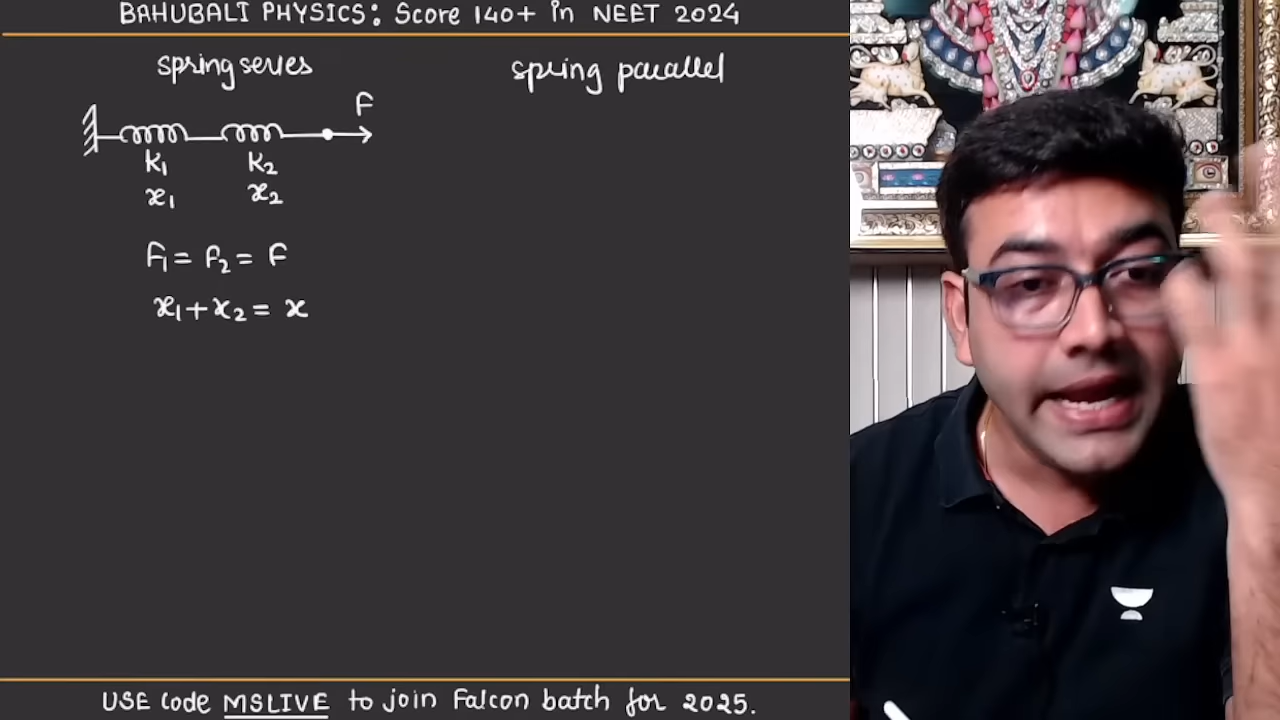 BAHUBALI PHYSICS: Score 140+ in NEET 2024
spring series
spring parallel
F
K₁ K₂
x₁ x₂
F₁ = F₂ = F
x₁ + x₂ = x
USE Code MSLIVE to join Falcon batch for 2025.